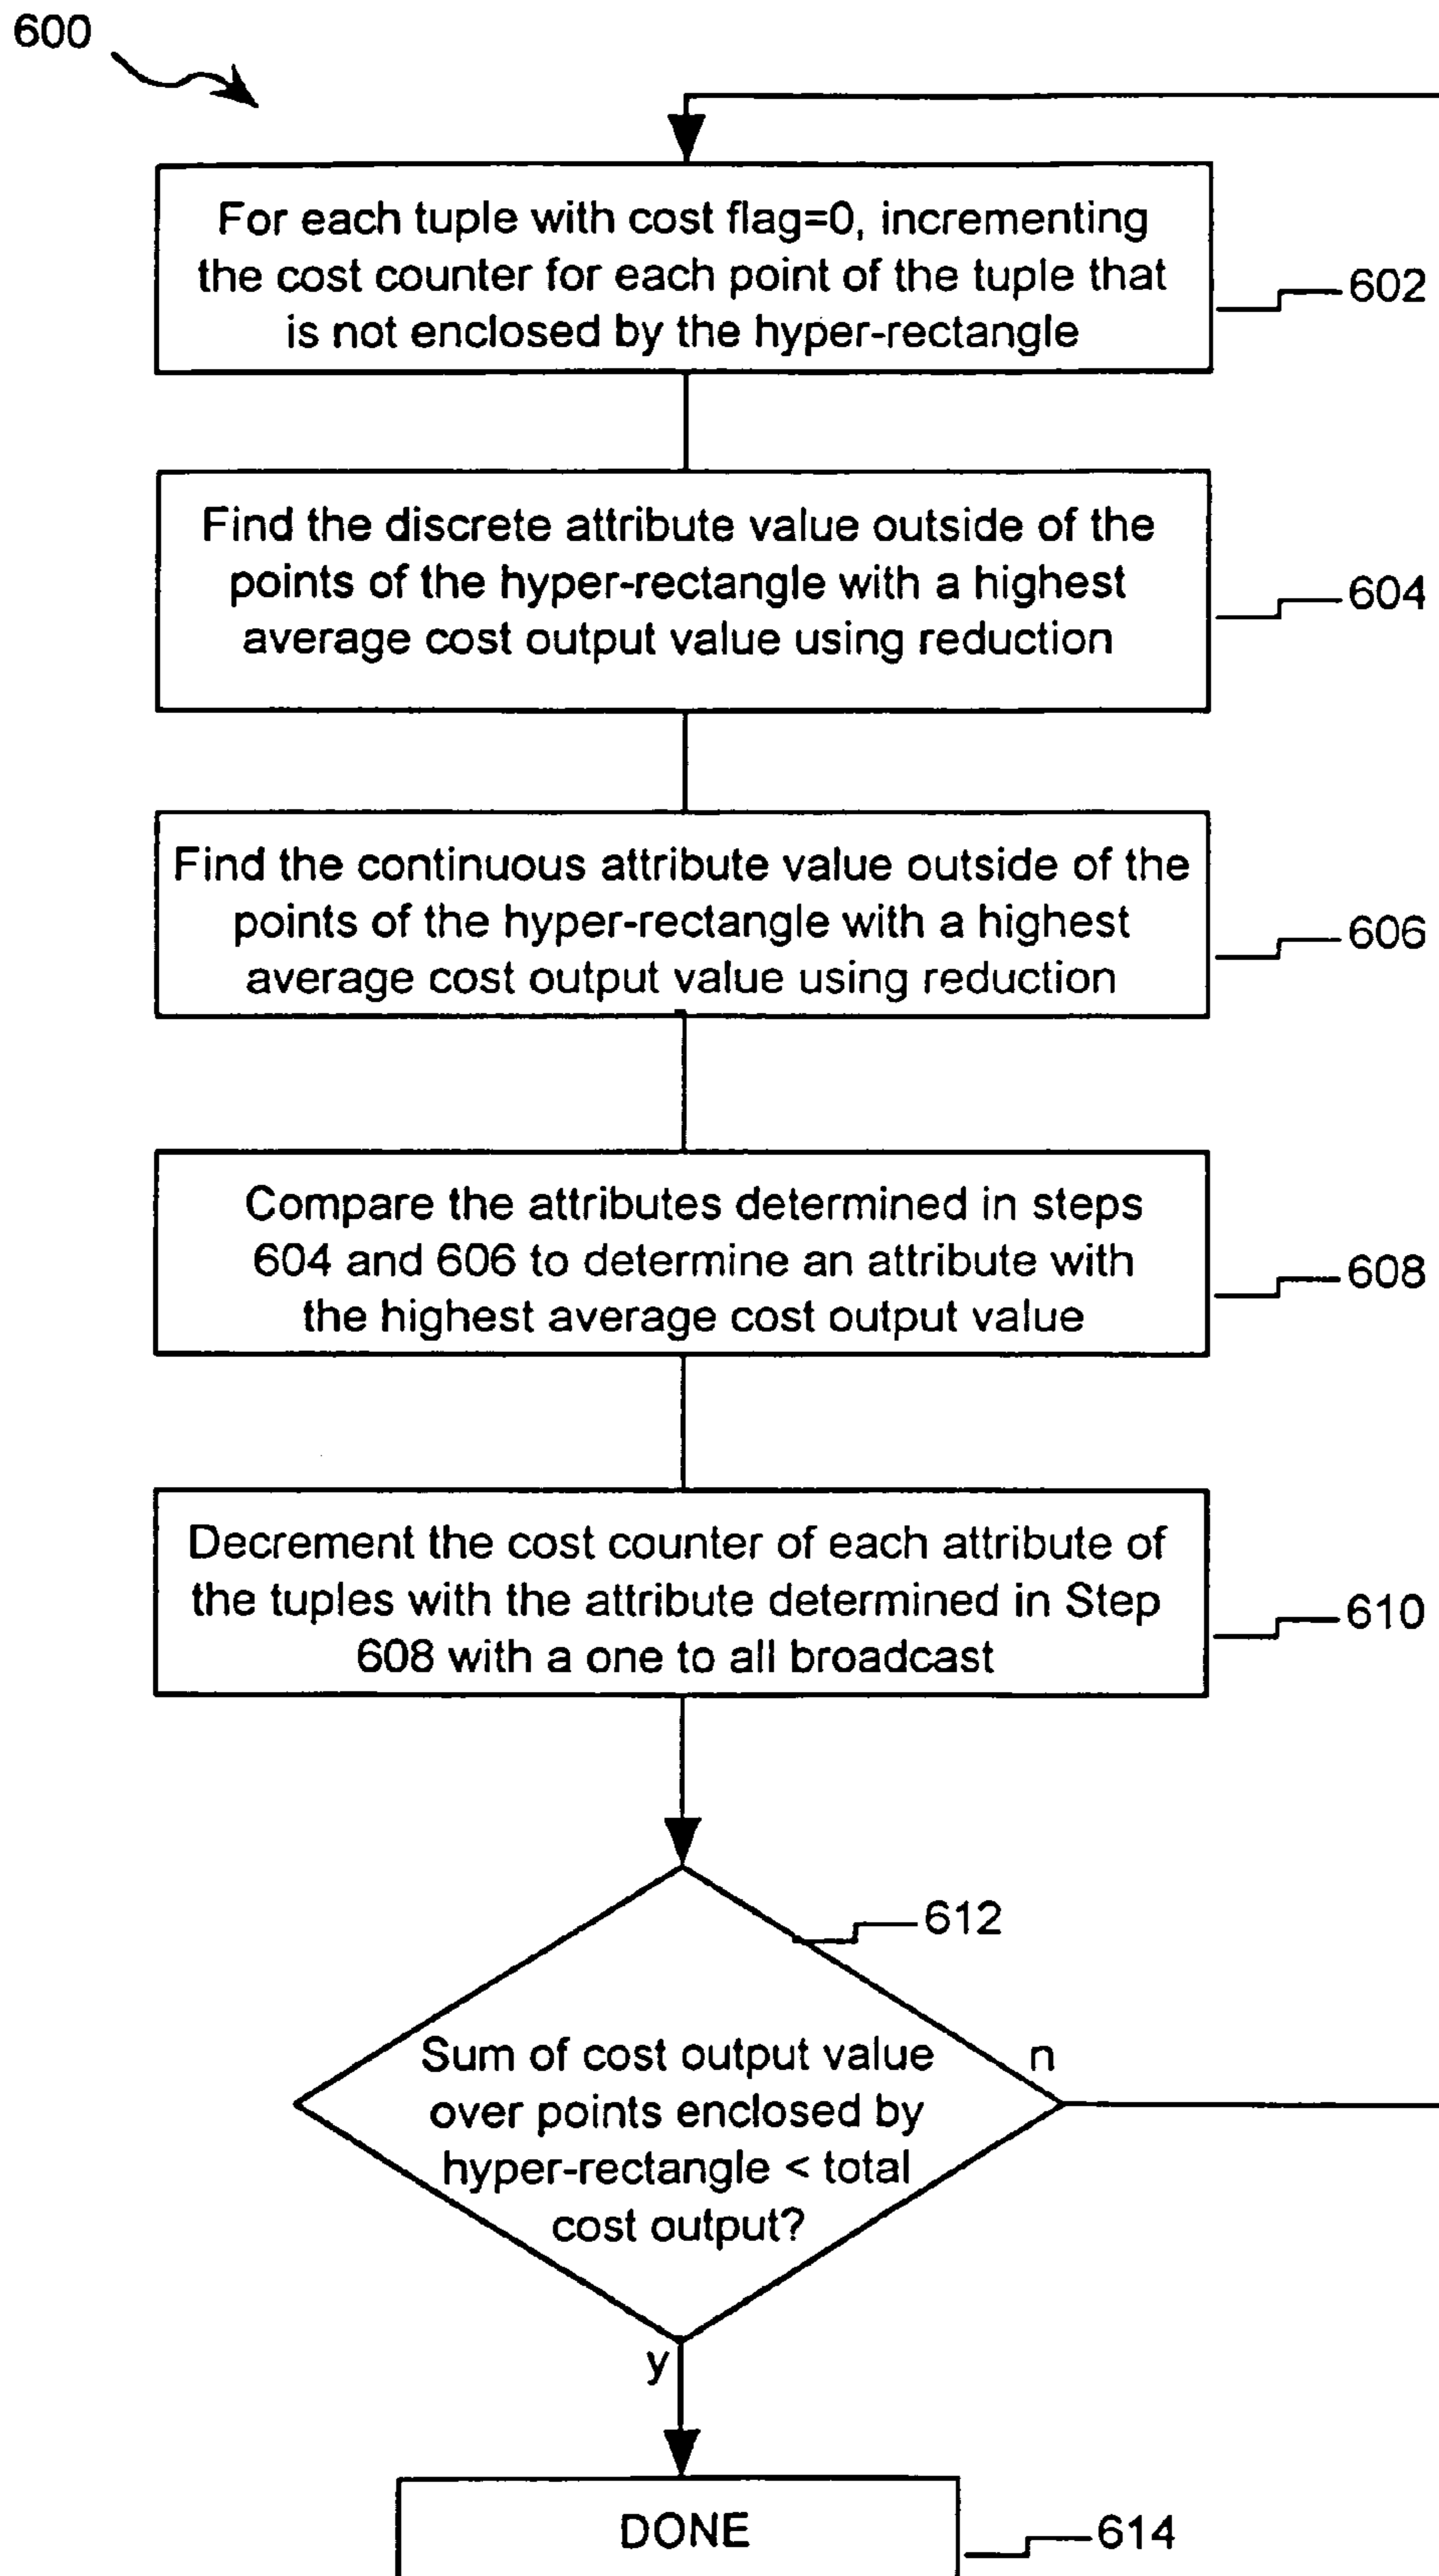 600
For each tuple with cost flag=0, incrementing
the cost counter for each point of the tuple that
is not enclosed by the hyper-rectangle
602
Find the discrete attribute value outside of the
points of the hyper-rectangle with a highest
average cost output value using reduction
604
Find the continuous attribute value outside of the
points of the hyper-rectangle with a highest
average cost output value using reduction
606
Compare the attributes determined in steps
604 and 606 to determine an attribute with
the highest average cost output value
608
Decrement the cost counter of each attribute of
the tuples with the attribute determined in Step
608 with a one to all broadcast
610
612
Sum of cost output value
over points enclosed by
hyper-rectangle < total
cost output?
n
y
DONE
614